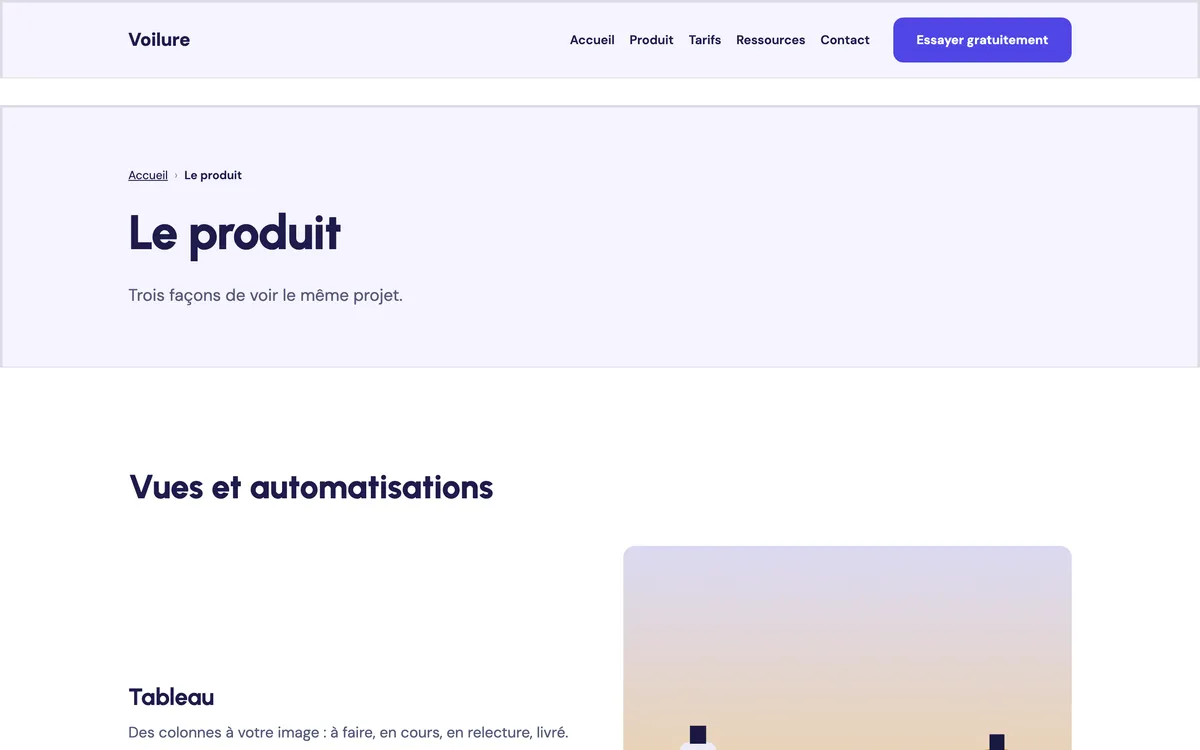 Voilure
Accueil Produit Tarifs Ressources Contact Essayer gratuitement
Accueil › Le produit
Le produit
Trois façons de voir le même projet.
Vues et automatisations
Tableau
Des colonnes à votre image : à faire, en cours, en relecture, livré.